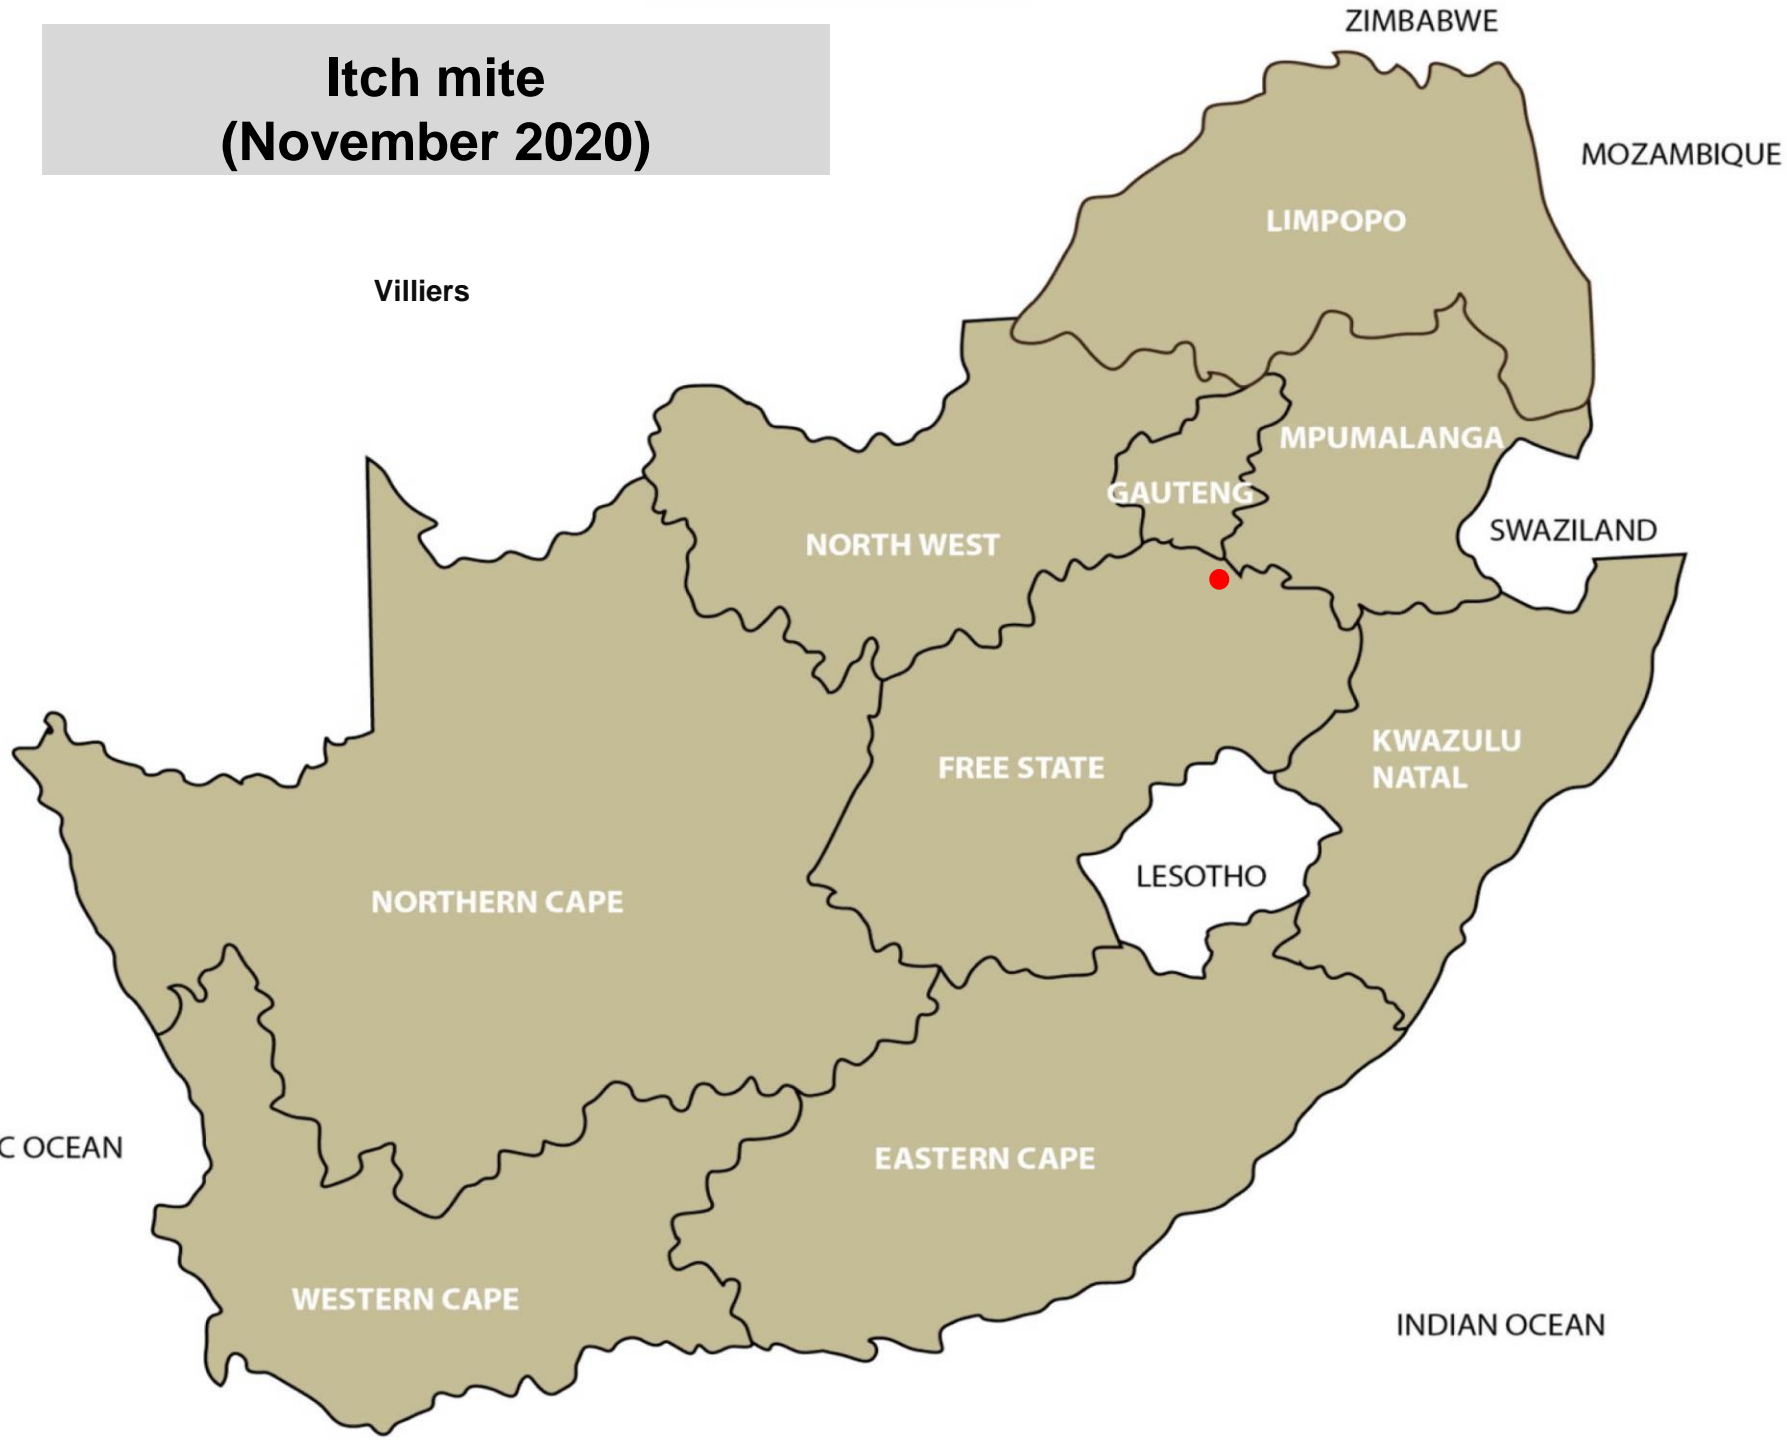 Itch mite
(November 2020)
ZIMBABWE
MOZAMBIQUE
LIMPOPO
Villiers
MPUMALANGA
GAUTENG
SWAZILAND
NORTH WEST
KWAZULU
NATAL
FREE STATE
LESOTHO
NORTHERN CAPE
C OCEAN
EASTERN CAPE
WESTERN CAPE
INDIAN OCEAN